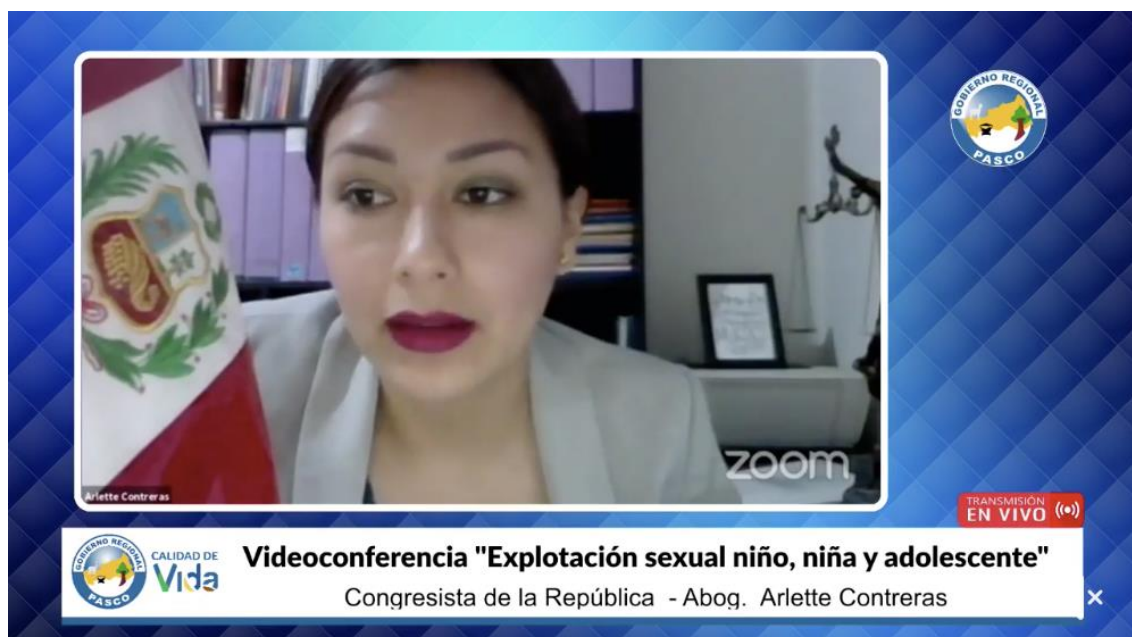 GOBIERNO REGIONAL
PASCO
zoom
Arlette Contreras
TRANSMISIÓN
EN VIVO
GOBIERNO REGIONAL
PASCO
CALIDAD DE
Vida
Videoconferencia "Explotación sexual niño, niña y adolescente"
Congresista de la República - Abog. Arlette Contreras